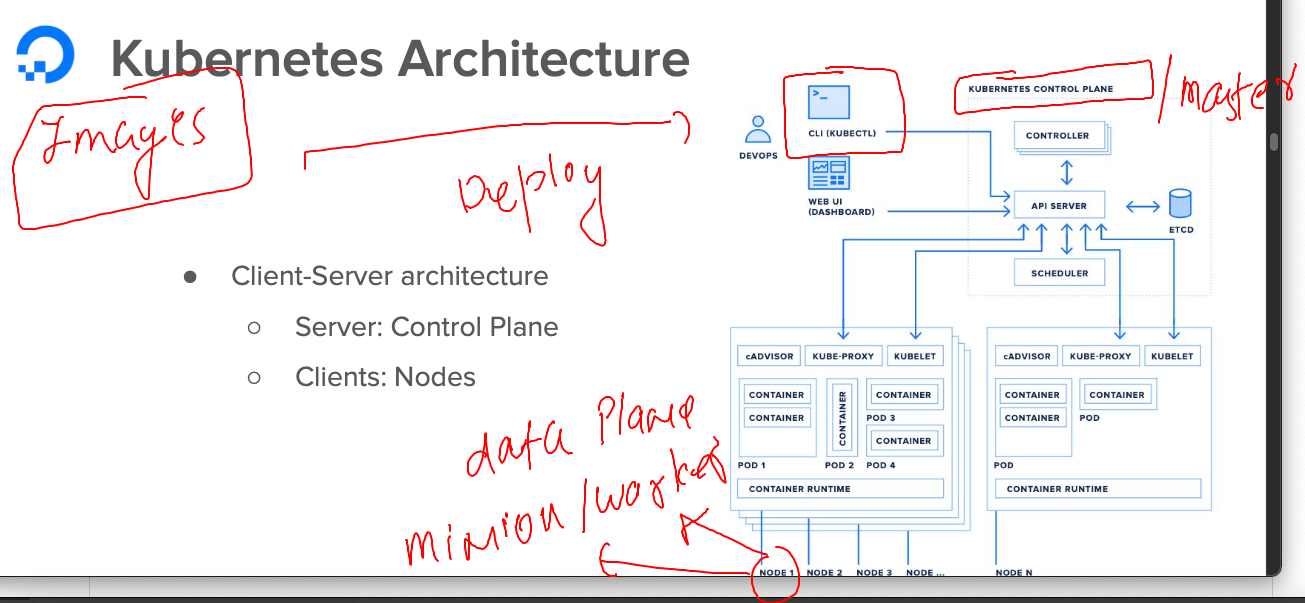 Kubernetes Architecture
Images
Deploy
● Client-Server architecture
○ Server: Control Plane
○ Clients: Nodes
data plane
minion/worker
DEVOPS
CLI (KUBECTL)
WEB UI
(DASHBOARD)
KUBERNETES CONTROL PLANE /master
CONTROLLER
API SERVER
ETCD
SCHEDULER
cADVISOR KUBE-PROXY KUBELET
CONTAINER
CONTAINER
POD 1
CONTAINER
POD 2
CONTAINER
POD 3
CONTAINER
POD 4
CONTAINER RUNTIME
cADVISOR KUBE-PROXY KUBELET
CONTAINER
CONTAINER
POD
CONTAINER
POD
CONTAINER RUNTIME
NODE 1 NODE 2 NODE 3 NODE ... NODE N